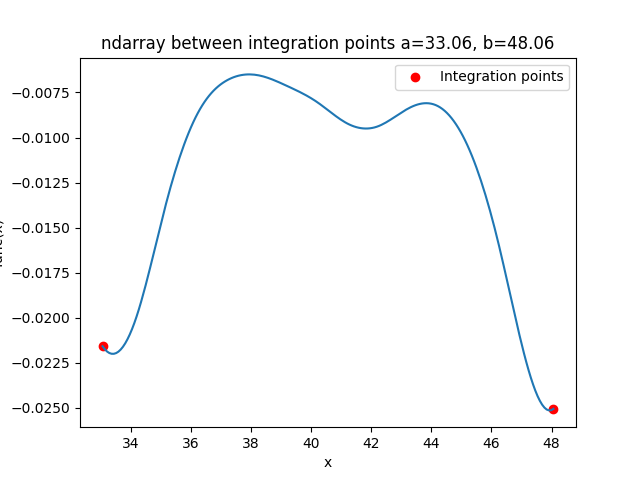 ndarray between integration points a=33.06, b=48.06
Integration points
−0.0075
−0.0100
−0.0125
−0.0150
−0.0175
−0.0200
−0.0225
−0.0250
34 36 38 40 42 44 46 48
x